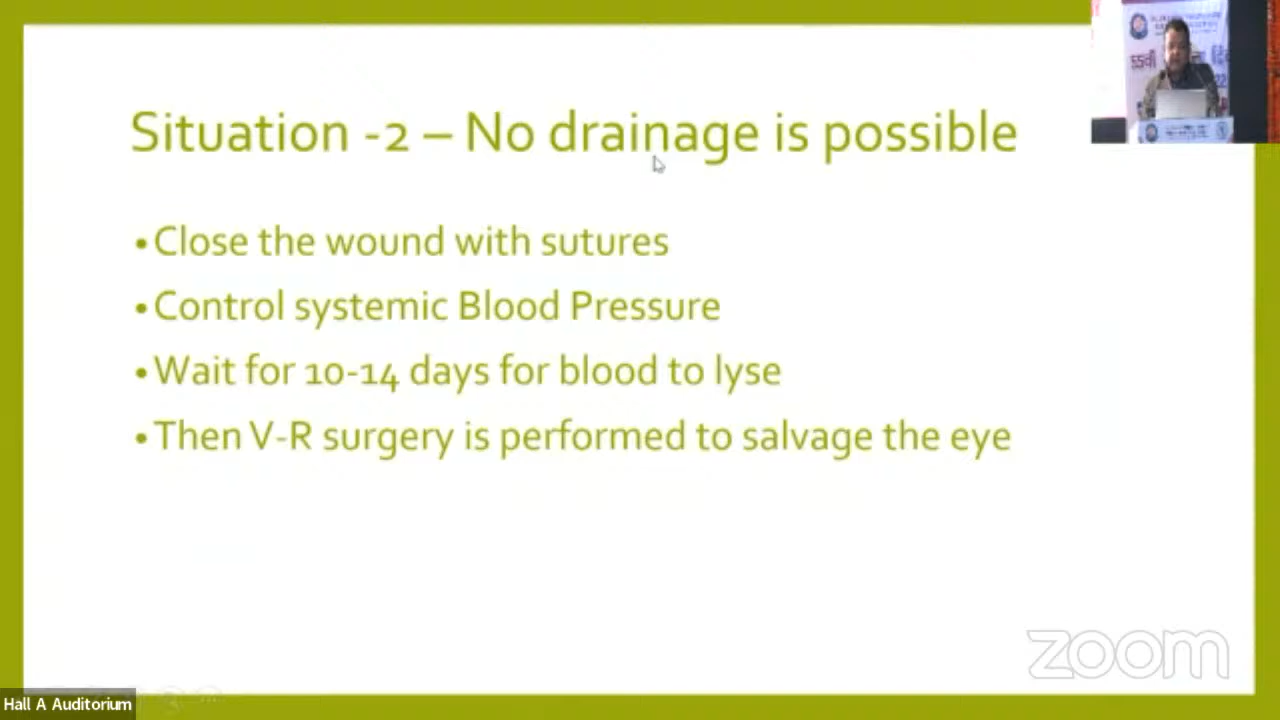 Situation -2 – No drainage is possible
•Close the wound with sutures
•Control systemic Blood Pressure
•Wait for 10-14 days for blood to lyse
•Then V-R surgery is performed to salvage the eye
zoom
Hall A Auditorium